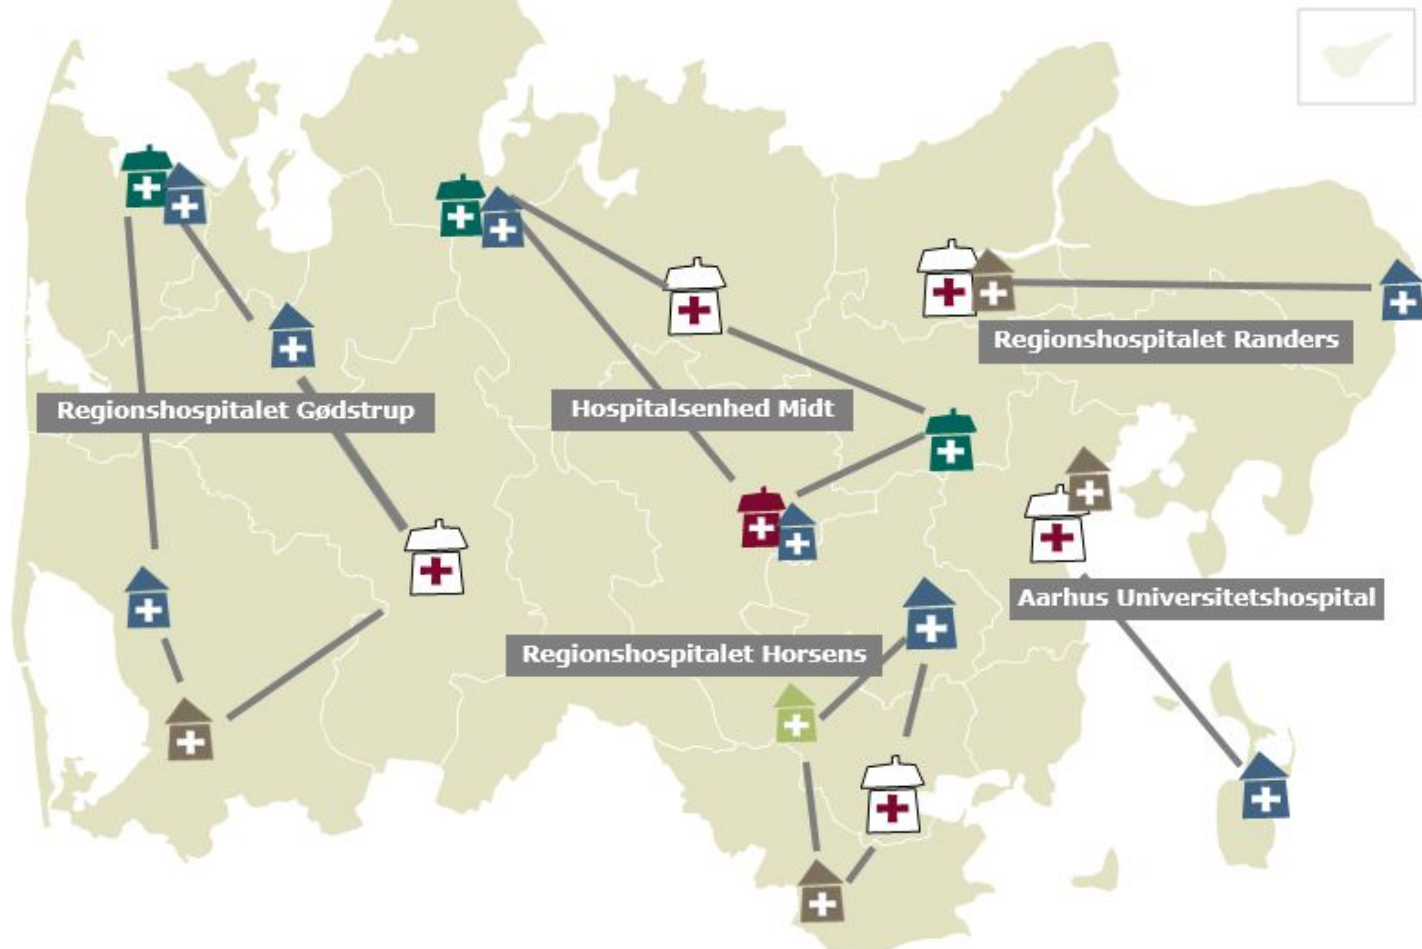 Regionshospitalet Randers
Regionshospitalet Gødstrup
Hospitalsenhed Midt
Aarhus Universitetshospital
Regionshospitalet Horsens